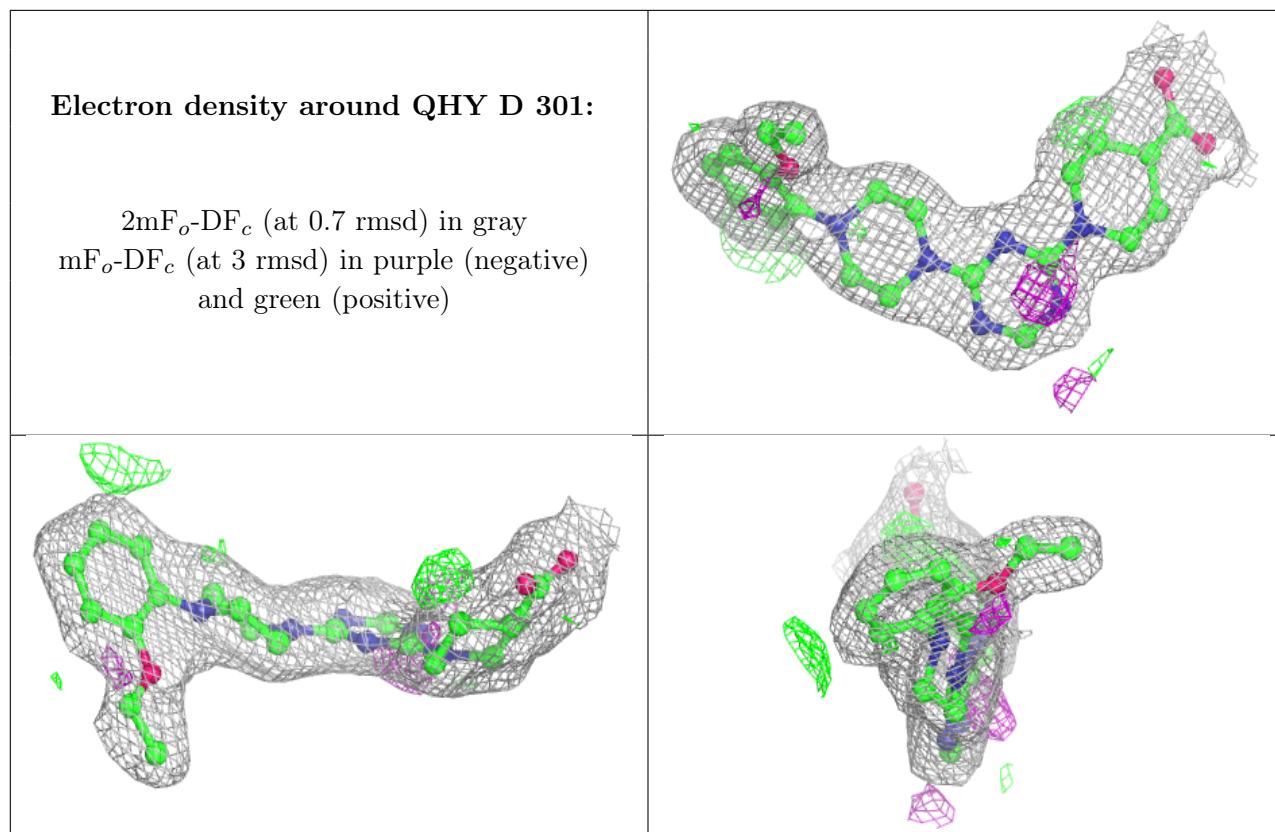 Electron density around QHY D 301:
2mFo-DFc (at 0.7 rmsd) in gray
mFo-DFc (at 3 rmsd) in purple (negative)
and green (positive)